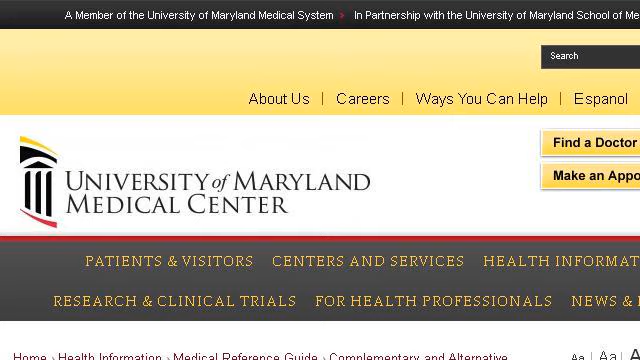 A Member of the University of Maryland Medical System › In Partnership with the University of Maryland School of Me
Search
About Us | Careers | Ways You Can Help | Espanol
Find a Doctor
Make an Appo
UNIVERSITY of MARYLAND
MEDICAL CENTER
PATIENTS & VISITORS CENTERS AND SERVICES HEALTH INFORMAT
RESEARCH & CLINICAL TRIALS FOR HEALTH PROFESSIONALS NEWS &
Home › Health Information › Medical Reference Guide › Complementary and Alternative
Aa | Aa | A